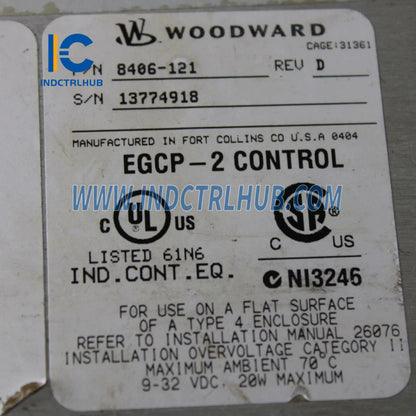 IC
INDCTRLHUB
WOODWARD
CAGE:31361
P/N 8406-121 REV D
S/N 13774918
MANUFACTURED IN FORT COLLINS CO U.S.A 0404
EGCP-2 CONTROL
WWW.INDCTRLHUB.COM/
C UL US
LISTED 61N6
IND.CONT.EQ.
SA
C US
C NI3246
FOR USE ON A FLAT SURFACE
OF A TYPE 4 ENCLOSURE
REFER TO INSTALLATION MANUAL 26076
INSTALLATION OVERVOLTAGE CATEGORY II
MAXIMUM AMBIENT 70°C
9-32 VDC, 20W MAXIMUM